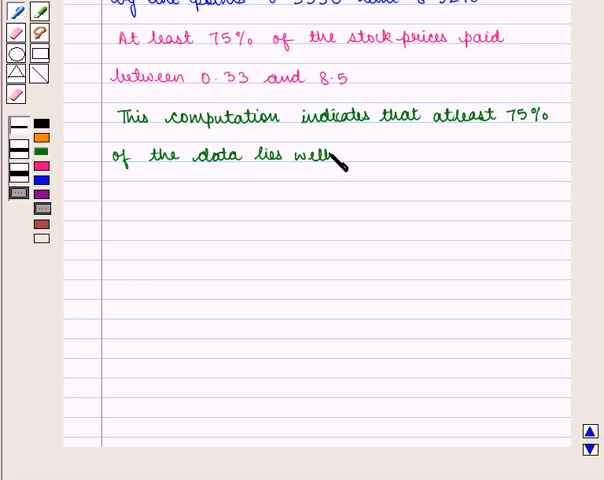 At least 75% of the stock prices paid
between 0.33 and 8.5
This computation indicates that atleast 75%
of the data lies well